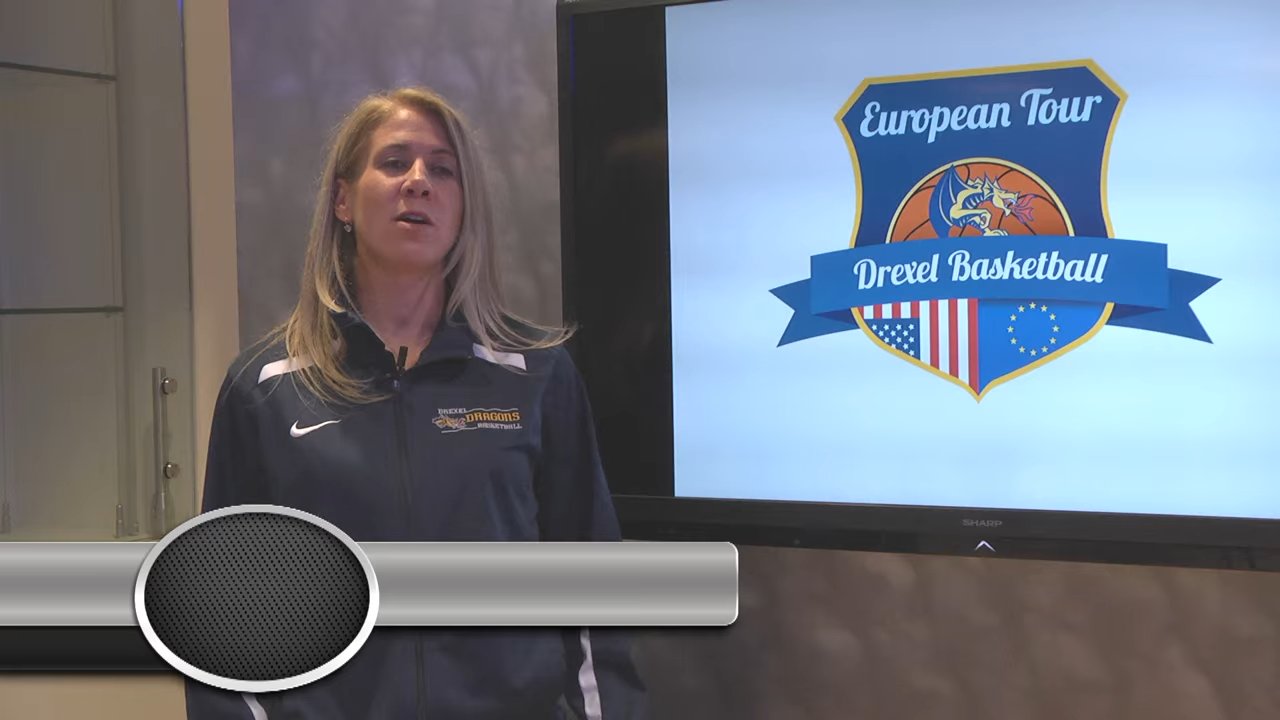 European Tour
Drexel Basketball
DREXEL
DRAGONS
BASKETBALL
SHARP